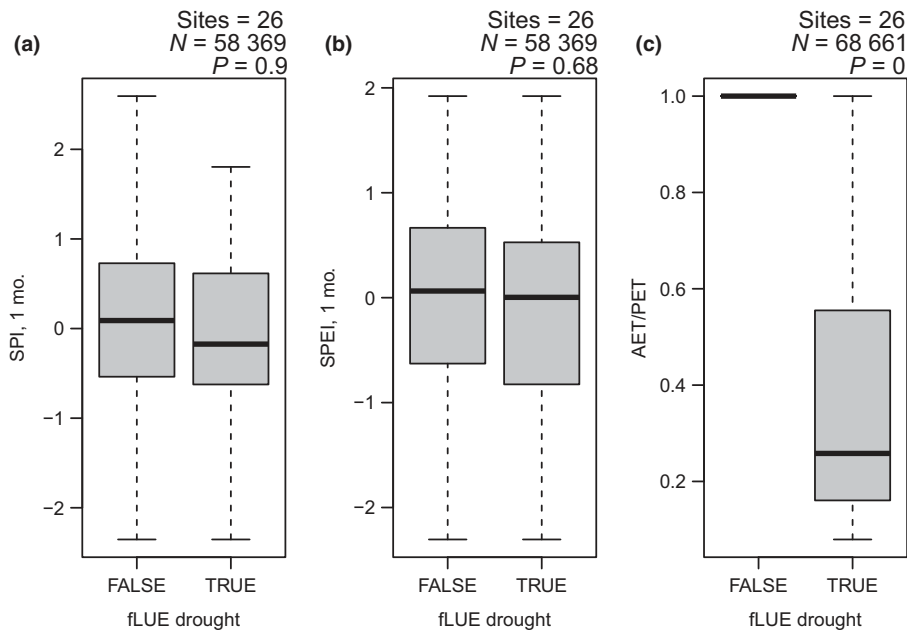 (a)
Sites = 26
N = 58 369
P = 0.9
SPI, 1 mo.
2
1
0
−1
−2
FALSE TRUE
fLUE drought
(b)
Sites = 26
N = 58 369
P = 0.68
SPEI, 1 mo.
2
1
0
−1
−2
FALSE TRUE
fLUE drought
(c)
Sites = 26
N = 68 661
P = 0
AET/PET
1.0
0.8
0.6
0.4
0.2
FALSE TRUE
fLUE drought